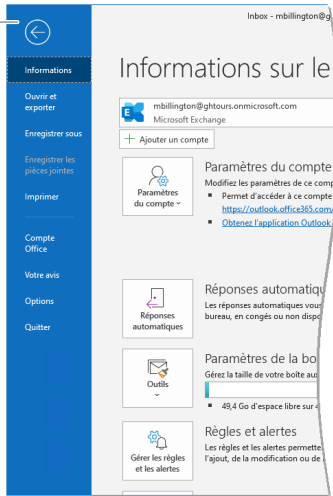 Inbox - mbillington@g
Informations
Ouvrir et
exporter
Enregistrer sous
Enregistrer les
pièces jointes
Imprimer
Compte
Office
Votre avis
Options
Quitter
Informations sur le
E
mbillington@ghtours.onmicrosoft.com
Microsoft Exchange
+ Ajouter un compte
Paramètres
du compte
Paramètres du compte
Modifiez les paramètres de ce comp
■ Permet d'accéder à ce compte
https://outlook.office365.com/
■ Obtenez l'application Outlook
Réponses
automatiques
Réponses automatiqu
Les réponses automatiques vous
bureau, en congés ou non dispo
Outils
Paramètres de la bo
Gérez la taille de votre boîte aux
■ 49,4 Go d'espace libre sur 4
Gérer les règles
et les alertes
Règles et alertes
Les règles et les alertes permette
l'ajout, de la modification ou de